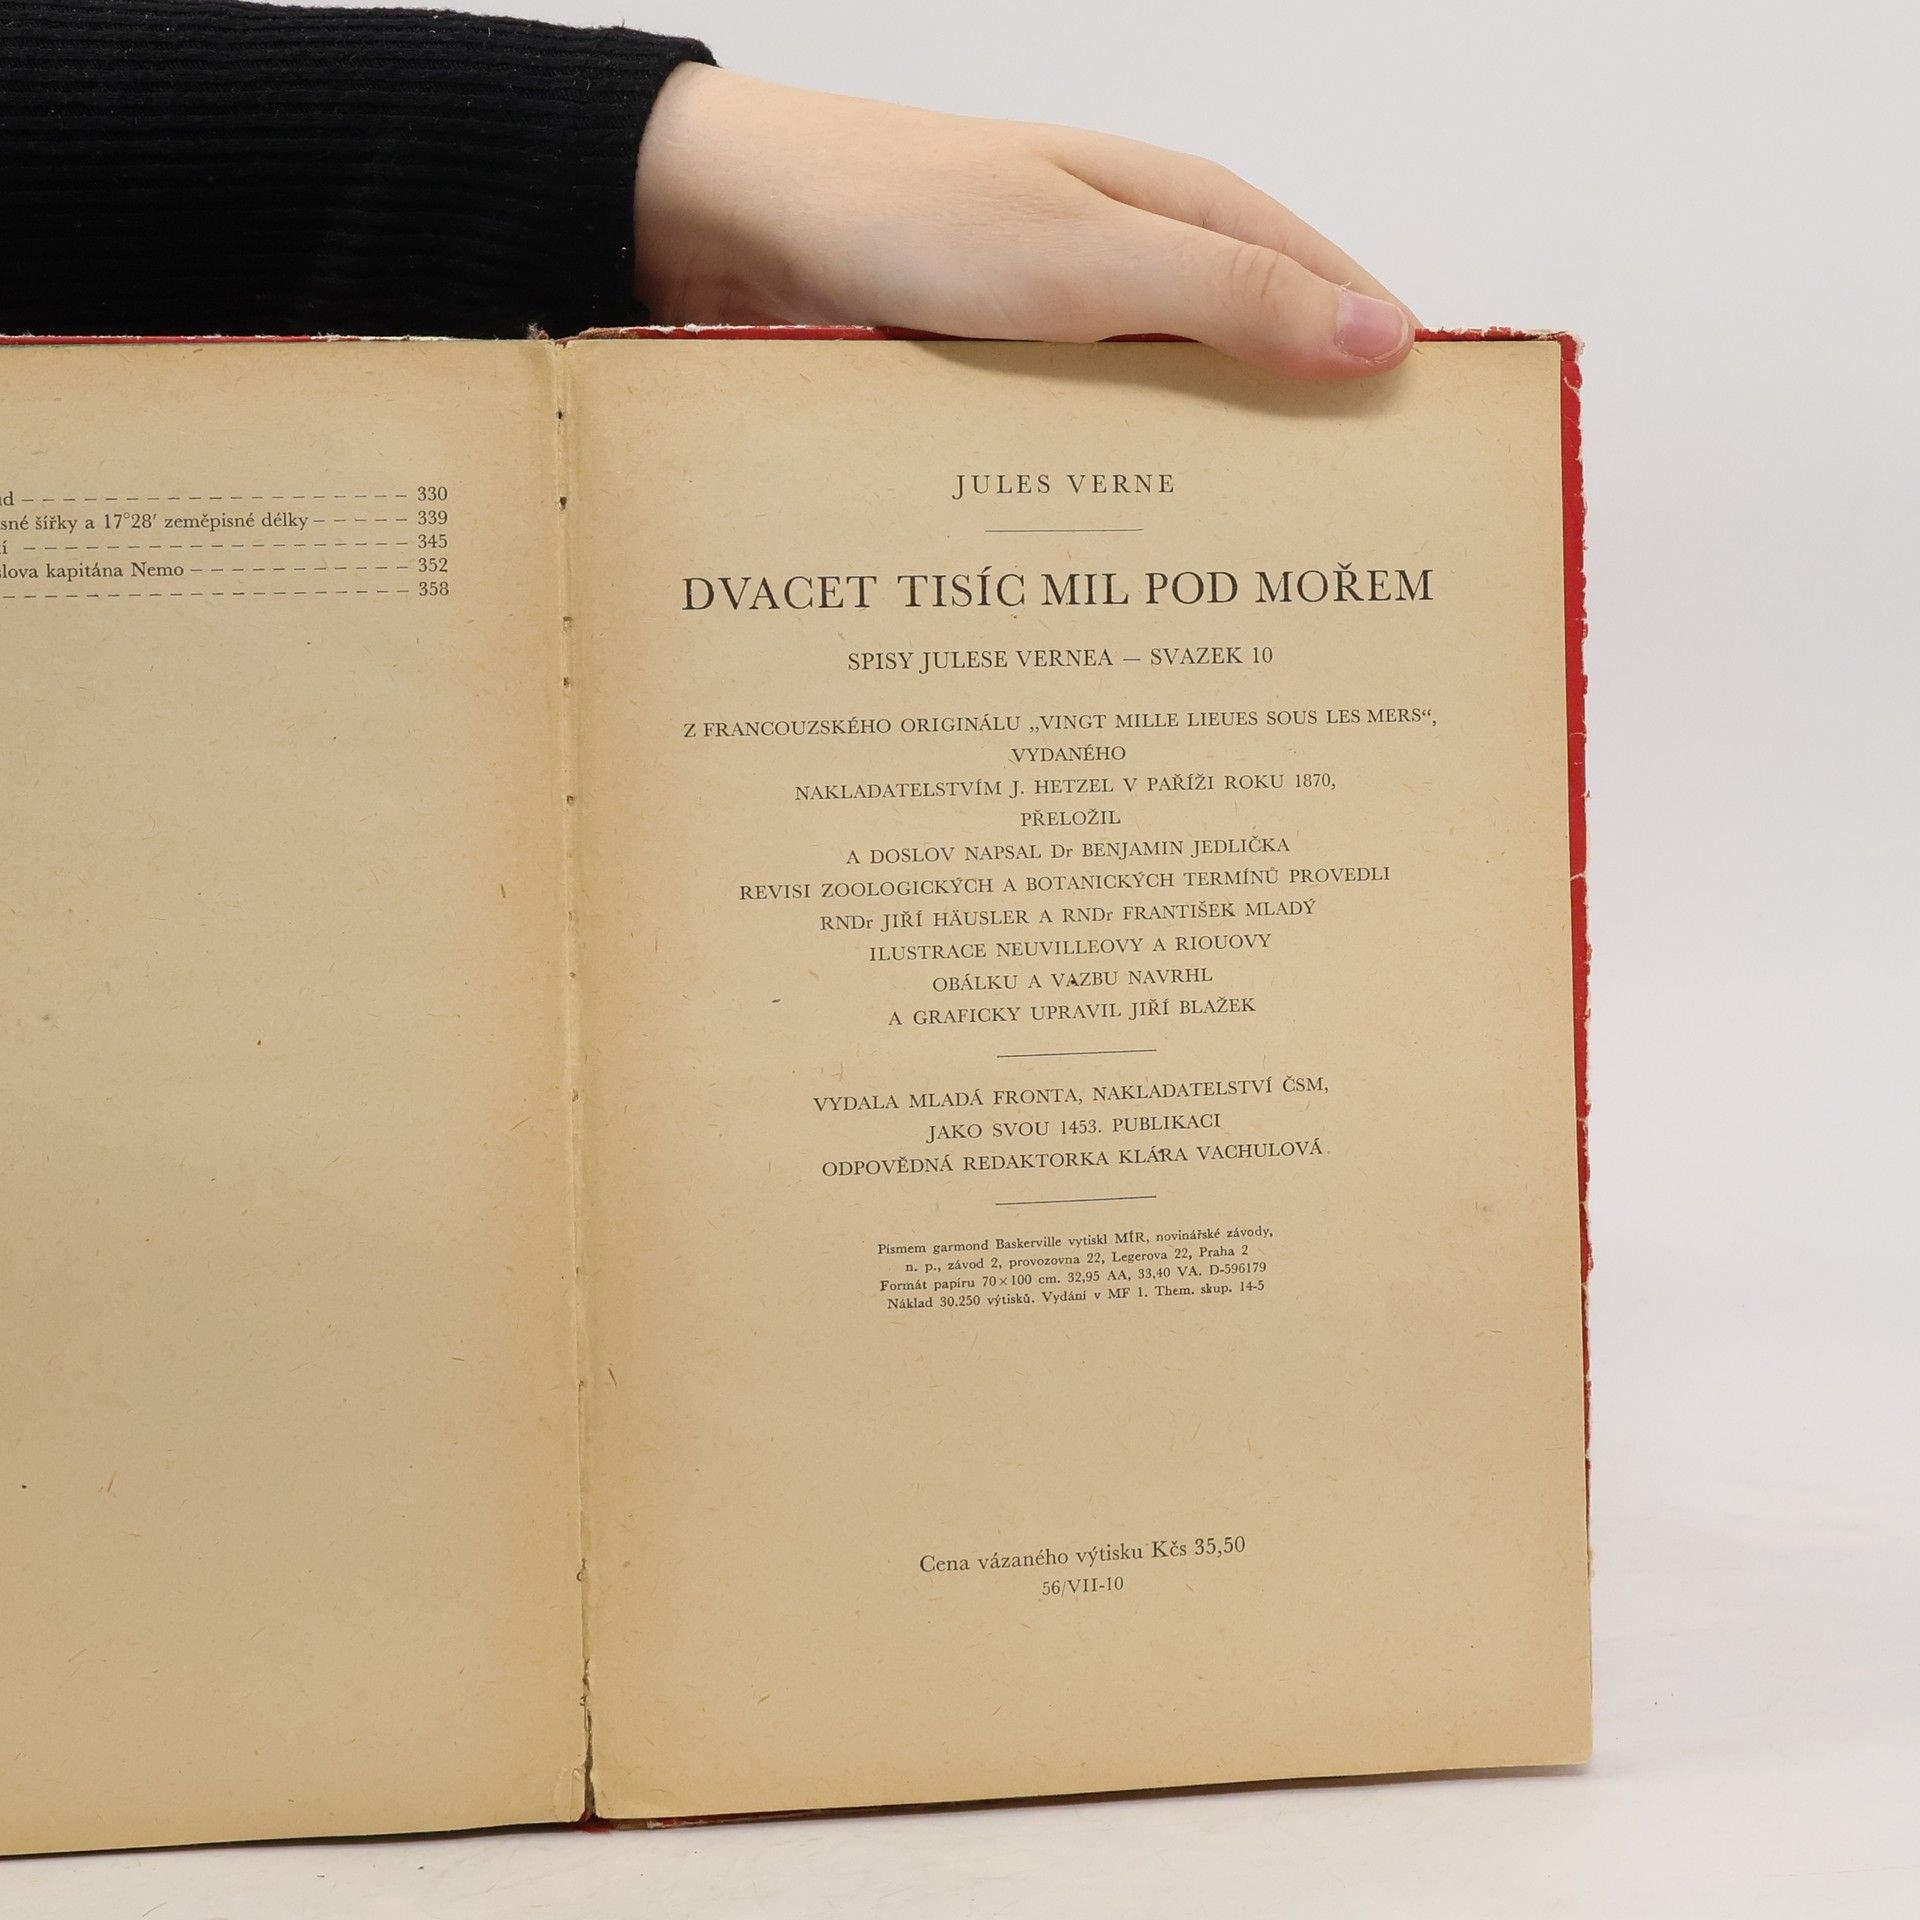 ud – – – – – – – – – – – – – – – – – – – 330
sné šířky a 17°28′ zeměpisné délky – – – – – 339
í – – – – – – – – – – – – – – – – – – – 345
slova kapitána Nemo – – – – – – – – – – – 352
– – – – – – – – – – – – – – – – – – – – 358
JULES VERNE
DVACET TISÍC MIL POD MOŘEM
SPISY JULESE VERNEA – SVAZEK 10
Z FRANCOUZSKÉHO ORIGINÁLU „VINGT MILLE LIEUES SOUS LES MERS“,
VYDANÉHO
NAKLADATELSTVÍM J. HETZEL V PAŘÍŽI ROKU 1870,
PŘELOŽIL
A DOSLOV NAPSAL Dr BENJAMIN JEDLIČKA
REVISI ZOOLOGICKÝCH A BOTANICKÝCH TERMÍNŮ PROVEDLI
RNDr JIŘÍ HÄUSLER A RNDr FRANTIŠEK MLADÝ
ILUSTRACE NEUVILLEOVY A RIOUOVY
OBÁLKU A VAZBU NAVRHL
A GRAFICKY UPRAVIL JIŘÍ BLAŽEK
VYDALA MLADÁ FRONTA, NAKLADATELSTVÍ ČSM,
JAKO SVOU 1453. PUBLIKACI
ODPOVĚDNÁ REDAKTORKA KLÁRA VACHULOVÁ
Písmem garmond Baskerville vytiskl MÍR, novinářské závody,
n. p., závod 2, provozovna 22, Legerova 22, Praha 2
Formát papíru 70×100 cm. 32,95 AA, 33,40 VA. D-596179
Náklad 30.250 výtisků. Vydání v MF 1. Them. skup. 14-5
Cena vázaného výtisku Kčs 35,50
56/VII-10